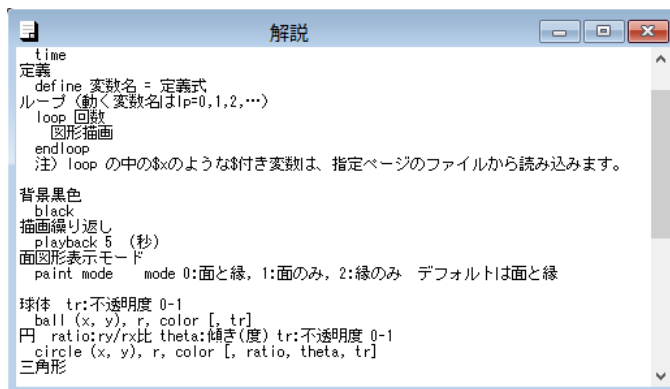 解説
time
定義
define 変数名 = 定義式
ループ (動く変数名はlp=0,1,2,…)
loop 回数
図形描画
endloop
注) loop の中の$xのような$付き変数は、指定ページのファイルから読み込みます。
背景黒色
black
描画繰り返し
playback 5 (秒)
面図形表示モード
paint mode mode 0:面と縁, 1:面のみ, 2:縁のみ デフォルトは面と縁
球体 tr:不透明度 0-1
ball (x, y), r, color [, tr]
円 ratio:ry/rx比 theta:傾き(度) tr:不透明度 0-1
circle (x, y), r, color [, ratio, theta, tr]
三角形